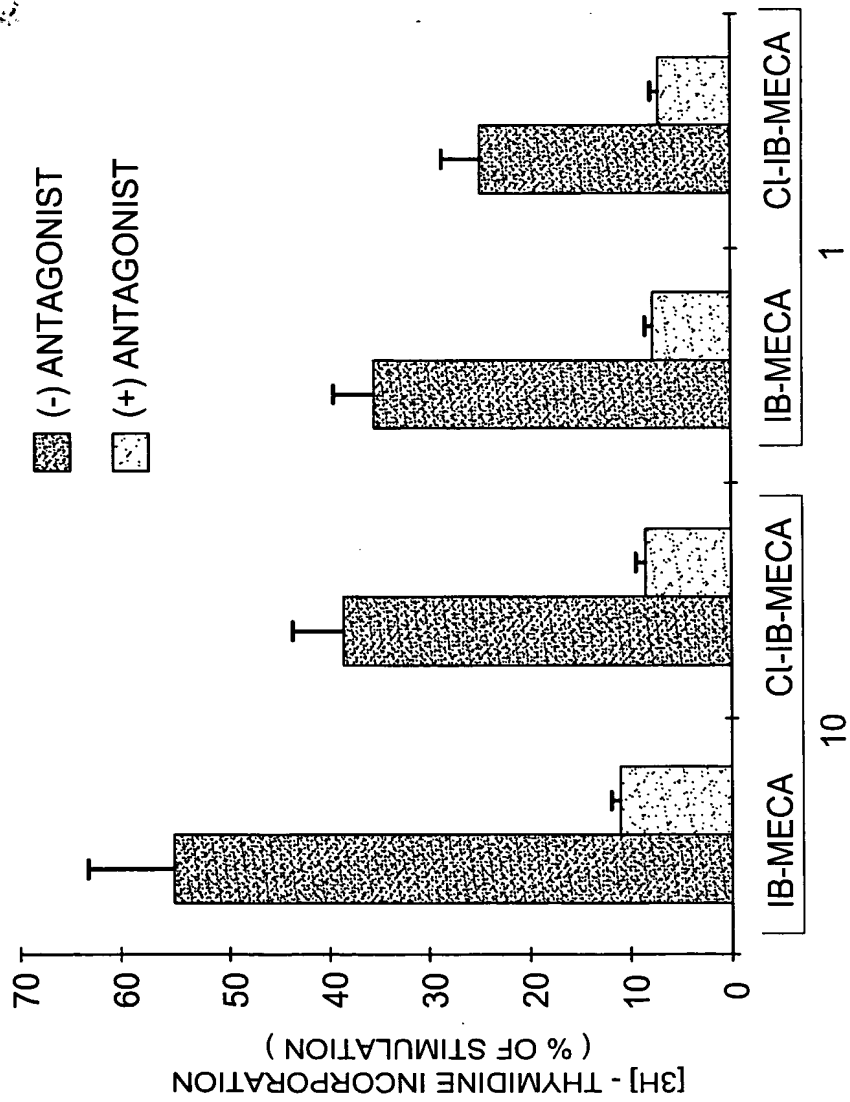 [3H] - THYMIDINE INCORPORATION
( % OF STIMULATION )
70
60
50
40
30
20
10
0
(-) ANTAGONIST
(+) ANTAGONIST
IB-MECA
Cl-IB-MECA
IB-MECA
Cl-IB-MECA
10
1